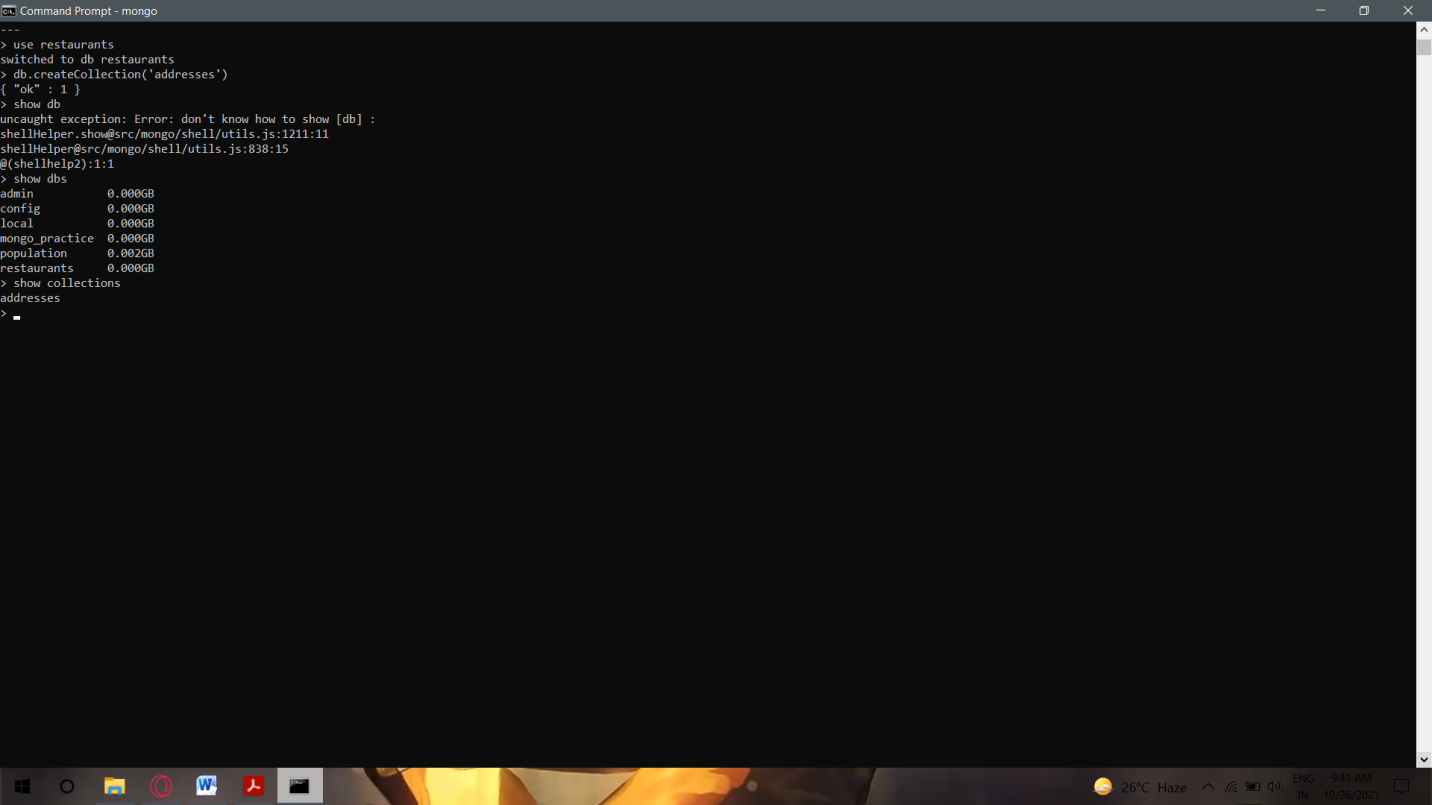 Command Prompt - mongo
---
> use restaurants
switched to db restaurants
> db.createCollection('addresses')
{ "ok" : 1 }
> show db
uncaught exception: Error: don't know how to show [db] :
shellHelper.show@src/mongo/shell/utils.js:1211:11
shellHelper@src/mongo/shell/utils.js:838:15
@(shellhelp2):1:1
> show dbs
admin           0.000GB
config          0.000GB
local           0.000GB
mongo_practice  0.000GB
population      0.002GB
restaurants     0.000GB
> show collections
addresses
>
26°C Haze
ENG
IN
9:41 AM
10/26/2021